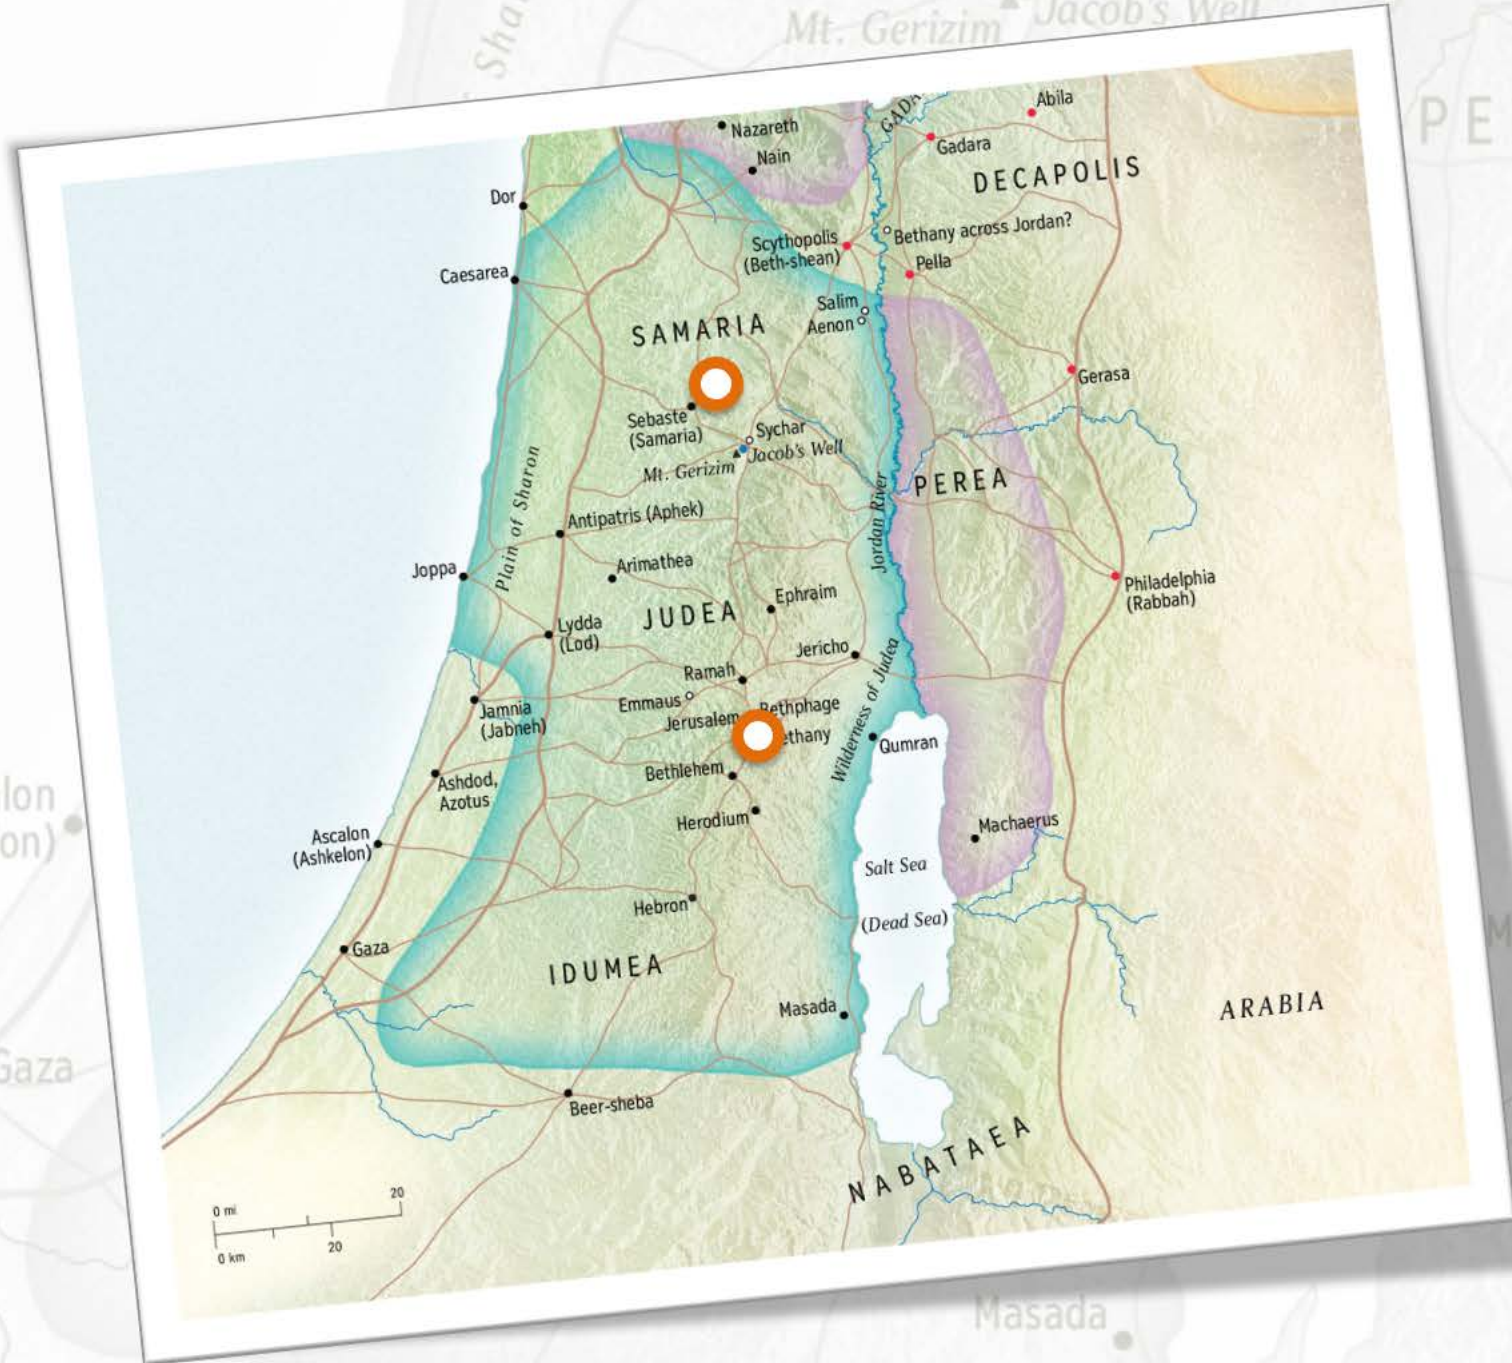 Mt. Gerizim
Jacob's Well
PE
lon
on)
Gaza
Masada
Nazareth
Nain
Abila
Gadara
DECAPOLIS
Dor
Bethany across Jordan?
Scythopolis
(Beth-shean)
Pella
Caesarea
Salim
Aenon
SAMARIA
Gerasa
Sebaste
(Samaria)
Sychar
Jacob's Well
Mt. Gerizim
PEREA
Plain of Sharon
Jordan River
Antipatris (Aphek)
Arimathea
Joppa
Philadelphia
(Rabbah)
Ephraim
JUDEA
Lydda
(Lod)
Jericho
Ramah
Wilderness of Judea
Emmaus
Jerusalem
Bethphage
ethany
Jamnia
(Jabneh)
Qumran
Bethlehem
Ashdod,
Azotus
Herodium
Machaerus
Ascalon
(Ashkelon)
Salt Sea
(Dead Sea)
Hebron
Gaza
IDUMEA
Masada
ARABIA
Beer-sheba
NABATAEA
0 mi
20
0 km
20